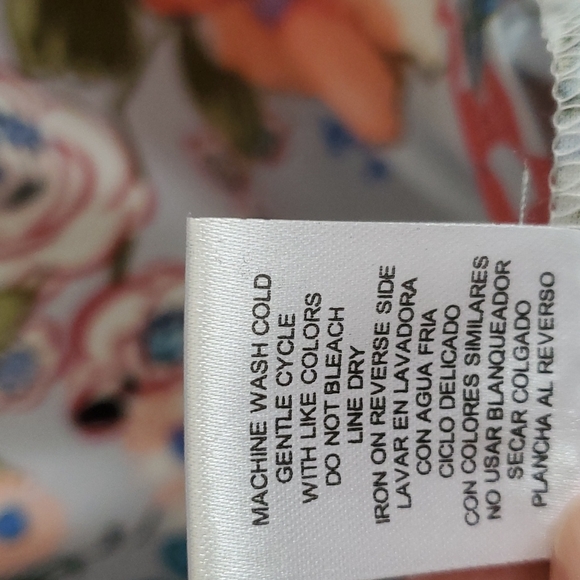 MACHINE WASH COLD
GENTLE CYCLE
WITH LIKE COLORS
DO NOT BLEACH
LINE DRY
IRON ON REVERSE SIDE
LAVAR EN LAVADORA
CON AGUA FRIA
CICLO DELICADO
CON COLORES SIMILARES
NO USAR BLANQUEADOR
SECAR COLGADO
PLANCHA AL REVERSO